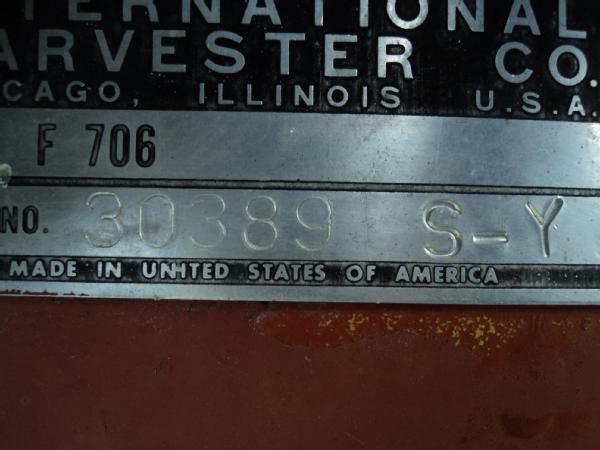 TERNATIONAL
ARVESTER CO.
CAGO, ILLINOIS U.S.A.
F 706
NO. 30389 S-Y
MADE IN UNITED STATES OF AMERICA